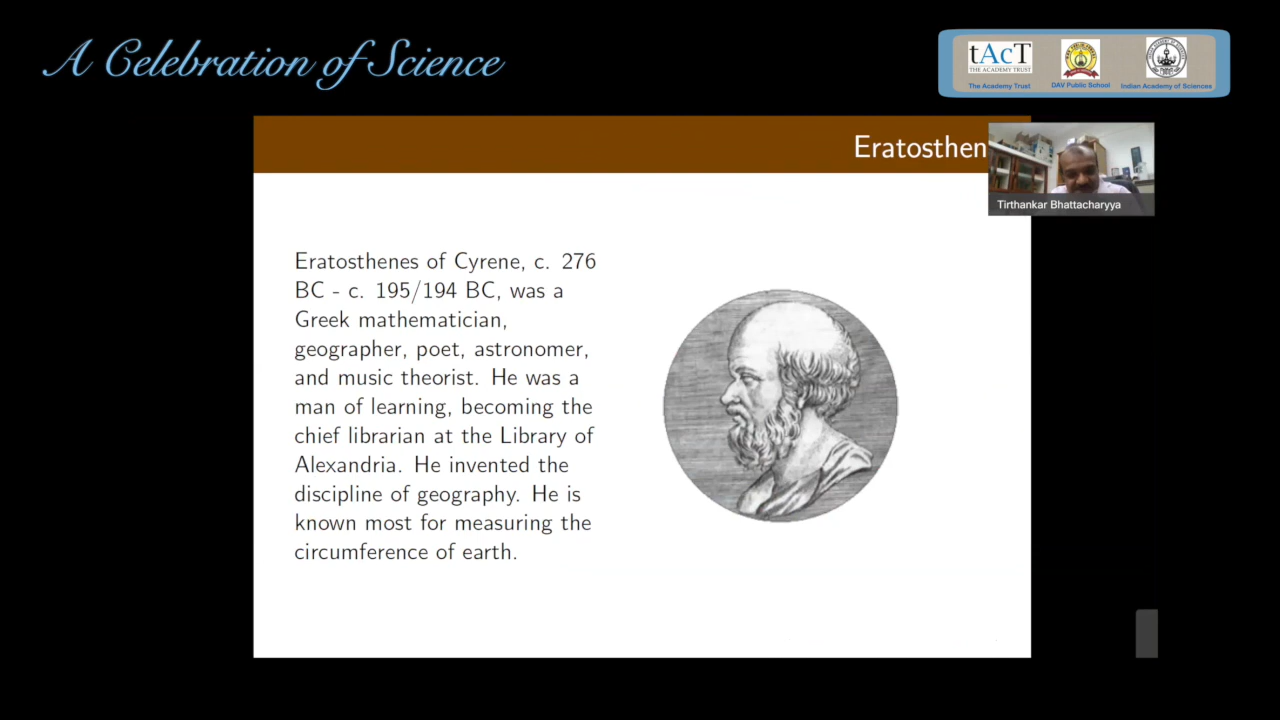 A Celebration of Science
tAcT
THE ACADEMY TRUST
The Academy Trust
DAV Public School
Indian Academy of Sciences
Eratosthen
Tirthankar Bhattacharyya
Eratosthenes of Cyrene, c. 276
BC - c. 195/194 BC, was a
Greek mathematician,
geographer, poet, astronomer,
and music theorist. He was a
man of learning, becoming the
chief librarian at the Library of
Alexandria. He invented the
discipline of geography. He is
known most for measuring the
circumference of earth.